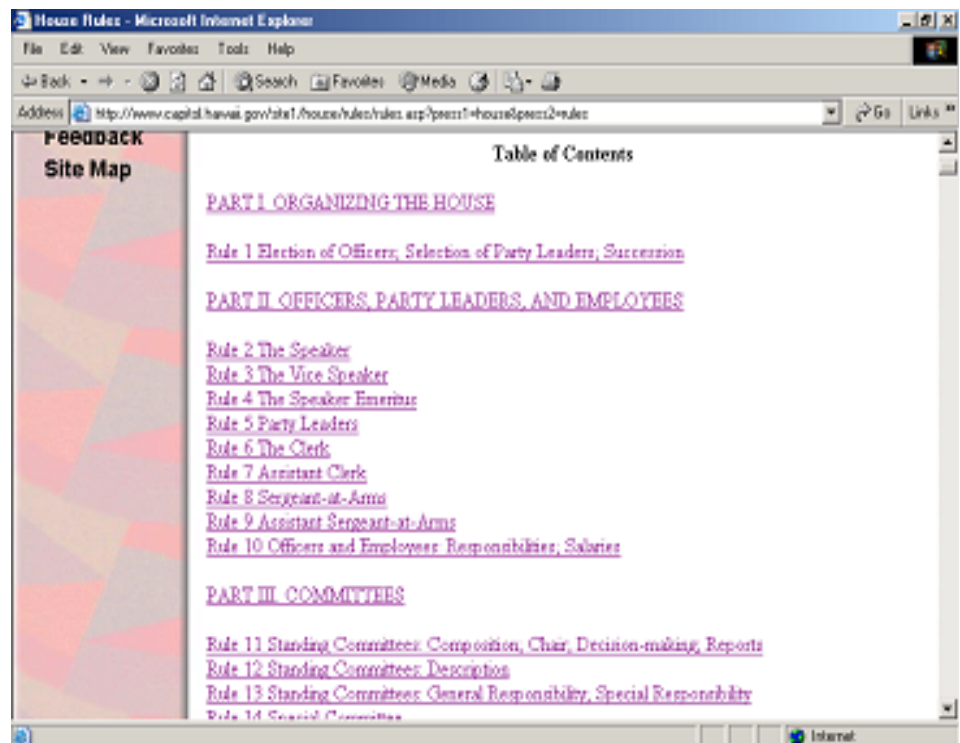 House Rules - Microsoft Internet Explorer
File Edit View Favorites Tools Help
Back Search Favorites Media
Address http://www.capitol.hawaii.gov/site1/house/rules/rules.asp?press1=house&press2=rules Go Links »
Feedback
Site Map
Table of Contents
PART I. ORGANIZING THE HOUSE
Rule 1 Election of Officers; Selection of Party Leaders; Succession
PART II. OFFICERS, PARTY LEADERS, AND EMPLOYEES
Rule 2 The Speaker
Rule 3 The Vice Speaker
Rule 4 The Speaker Emeritus
Rule 5 Party Leaders
Rule 6 The Clerk
Rule 7 Assistant Clerk
Rule 8 Sergeant-at-Arms
Rule 9 Assistant Sergeant-at-Arms
Rule 10 Officers and Employees: Responsibilities; Salaries
PART III. COMMITTEES
Rule 11 Standing Committees: Composition; Chair; Decision-making; Reports
Rule 12 Standing Committees: Description
Rule 13 Standing Committees: General Responsibility; Special Responsibility
Rule 14 Special Committee
Internet